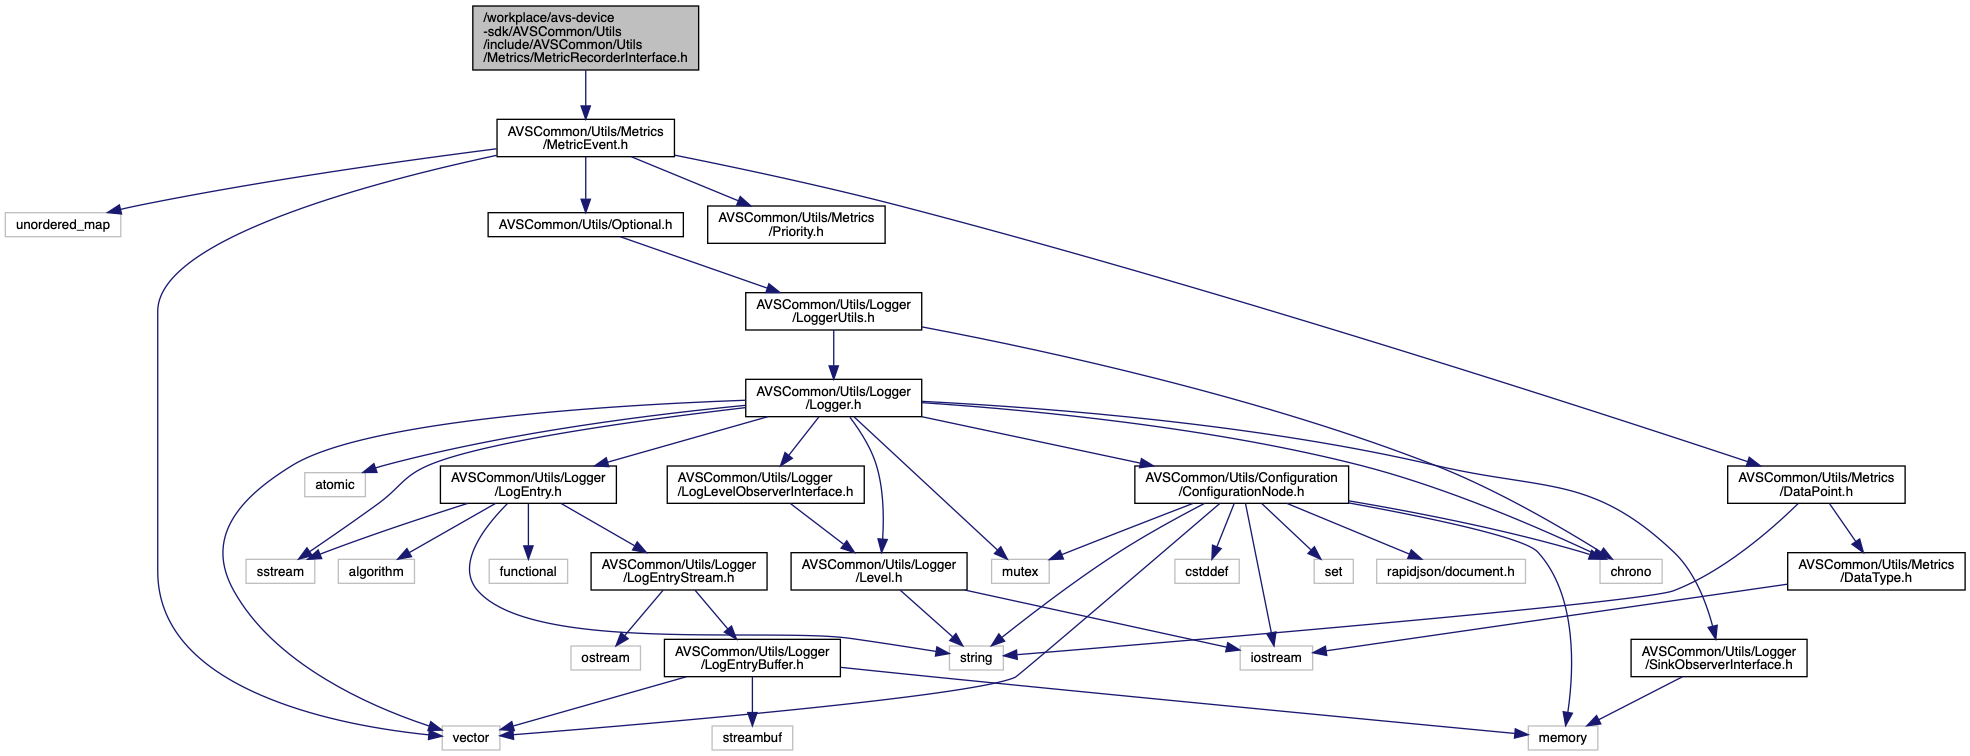 /workplace/avs-device
-sdk/AVSCommon/Utils
/include/AVSCommon/Utils
/Metrics/MetricRecorderInterface.h
AVSCommon/Utils/Metrics
/MetricEvent.h
unordered_map
AVSCommon/Utils/Optional.h
AVSCommon/Utils/Metrics
/Priority.h
AVSCommon/Utils/Logger
/LoggerUtils.h
AVSCommon/Utils/Logger
/Logger.h
atomic
AVSCommon/Utils/Logger
/LogEntry.h
AVSCommon/Utils/Logger
/LogLevelObserverInterface.h
AVSCommon/Utils/Configuration
/ConfigurationNode.h
AVSCommon/Utils/Metrics
/DataPoint.h
sstream
algorithm
functional
AVSCommon/Utils/Logger
/LogEntryStream.h
AVSCommon/Utils/Logger
/Level.h
mutex
cstddef
set
rapidjson/document.h
chrono
AVSCommon/Utils/Metrics
/DataType.h
ostream
AVSCommon/Utils/Logger
/LogEntryBuffer.h
string
iostream
AVSCommon/Utils/Logger
/SinkObserverInterface.h
vector
streambuf
memory